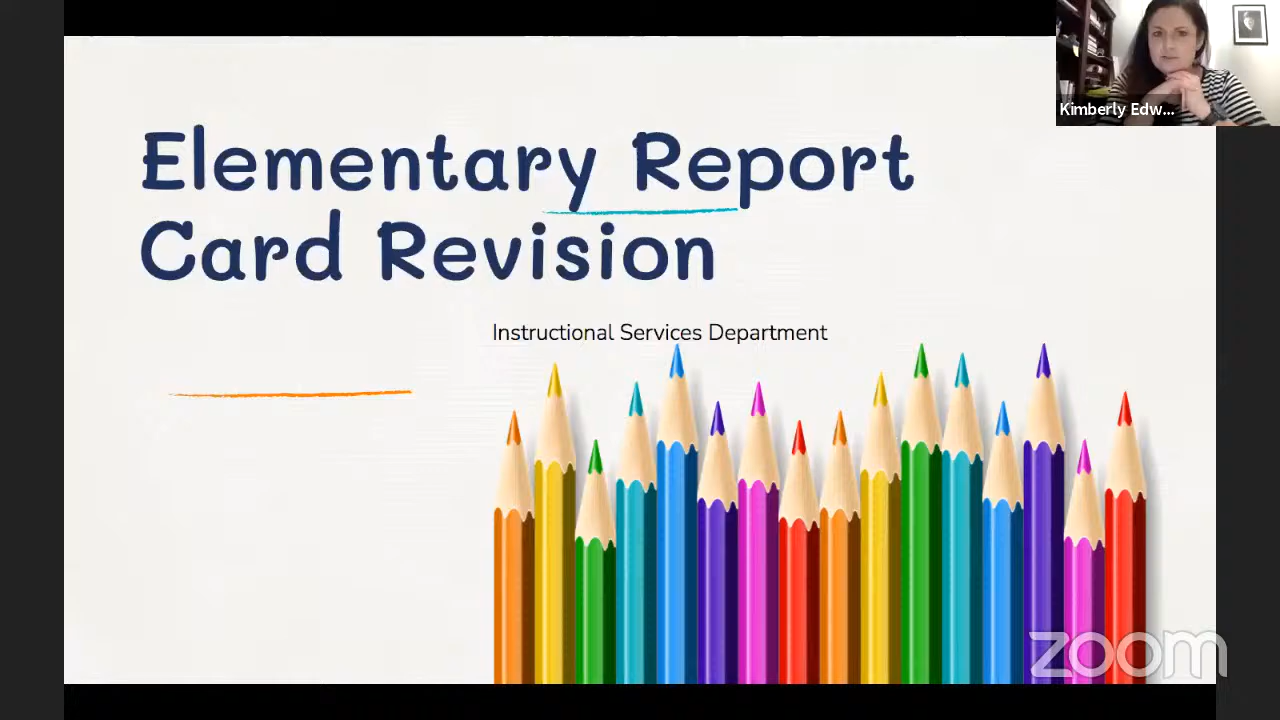 Kimberly Edw...
Elementary Report
Card Revision
Instructional Services Department
zoom